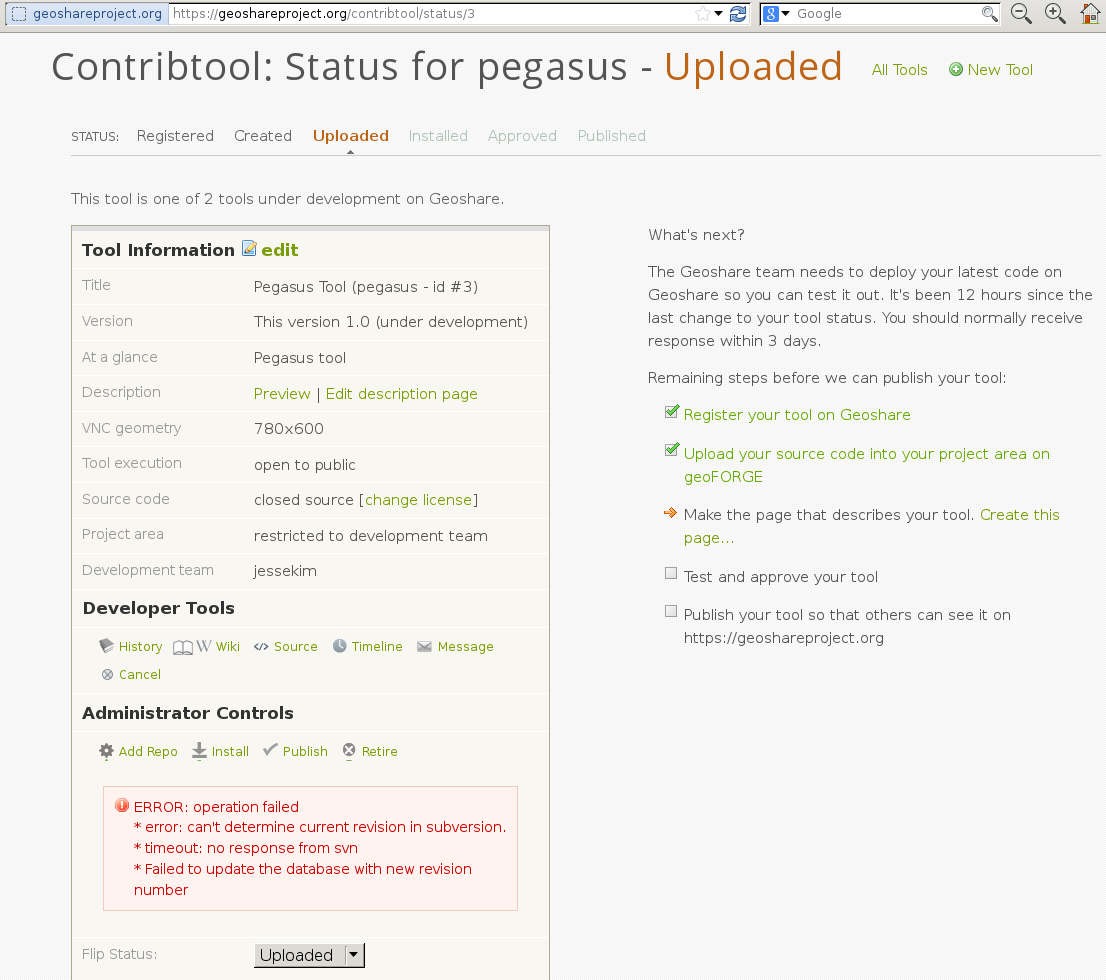 geoshareproject.org https://geoshareproject.org/contribtool/status/3 Google
Contribtool: Status for pegasus - Uploaded All Tools New Tool
STATUS: Registered Created Uploaded Installed Approved Published
This tool is one of 2 tools under development on Geoshare.
Tool Information edit
Title Pegasus Tool (pegasus - id #3)
Version This version 1.0 (under development)
At a glance Pegasus tool
Description Preview | Edit description page
VNC geometry 780x600
Tool execution open to public
Source code closed source [change license]
Project area restricted to development team
Development team jessekim
Developer Tools
History Wiki Source Timeline Message
Cancel
Administrator Controls
Add Repo Install Publish Retire
ERROR: operation failed
* error: can't determine current revision in subversion.
* timeout: no response from svn
* Failed to update the database with new revision
number
Flip Status: Uploaded
What's next?
The Geoshare team needs to deploy your latest code on
Geoshare so you can test it out. It's been 12 hours since the
last change to your tool status. You should normally receive
response within 3 days.
Remaining steps before we can publish your tool:
Register your tool on Geoshare
Upload your source code into your project area on
geoFORGE
Make the page that describes your tool. Create this
page...
Test and approve your tool
Publish your tool so that others can see it on
https://geoshareproject.org